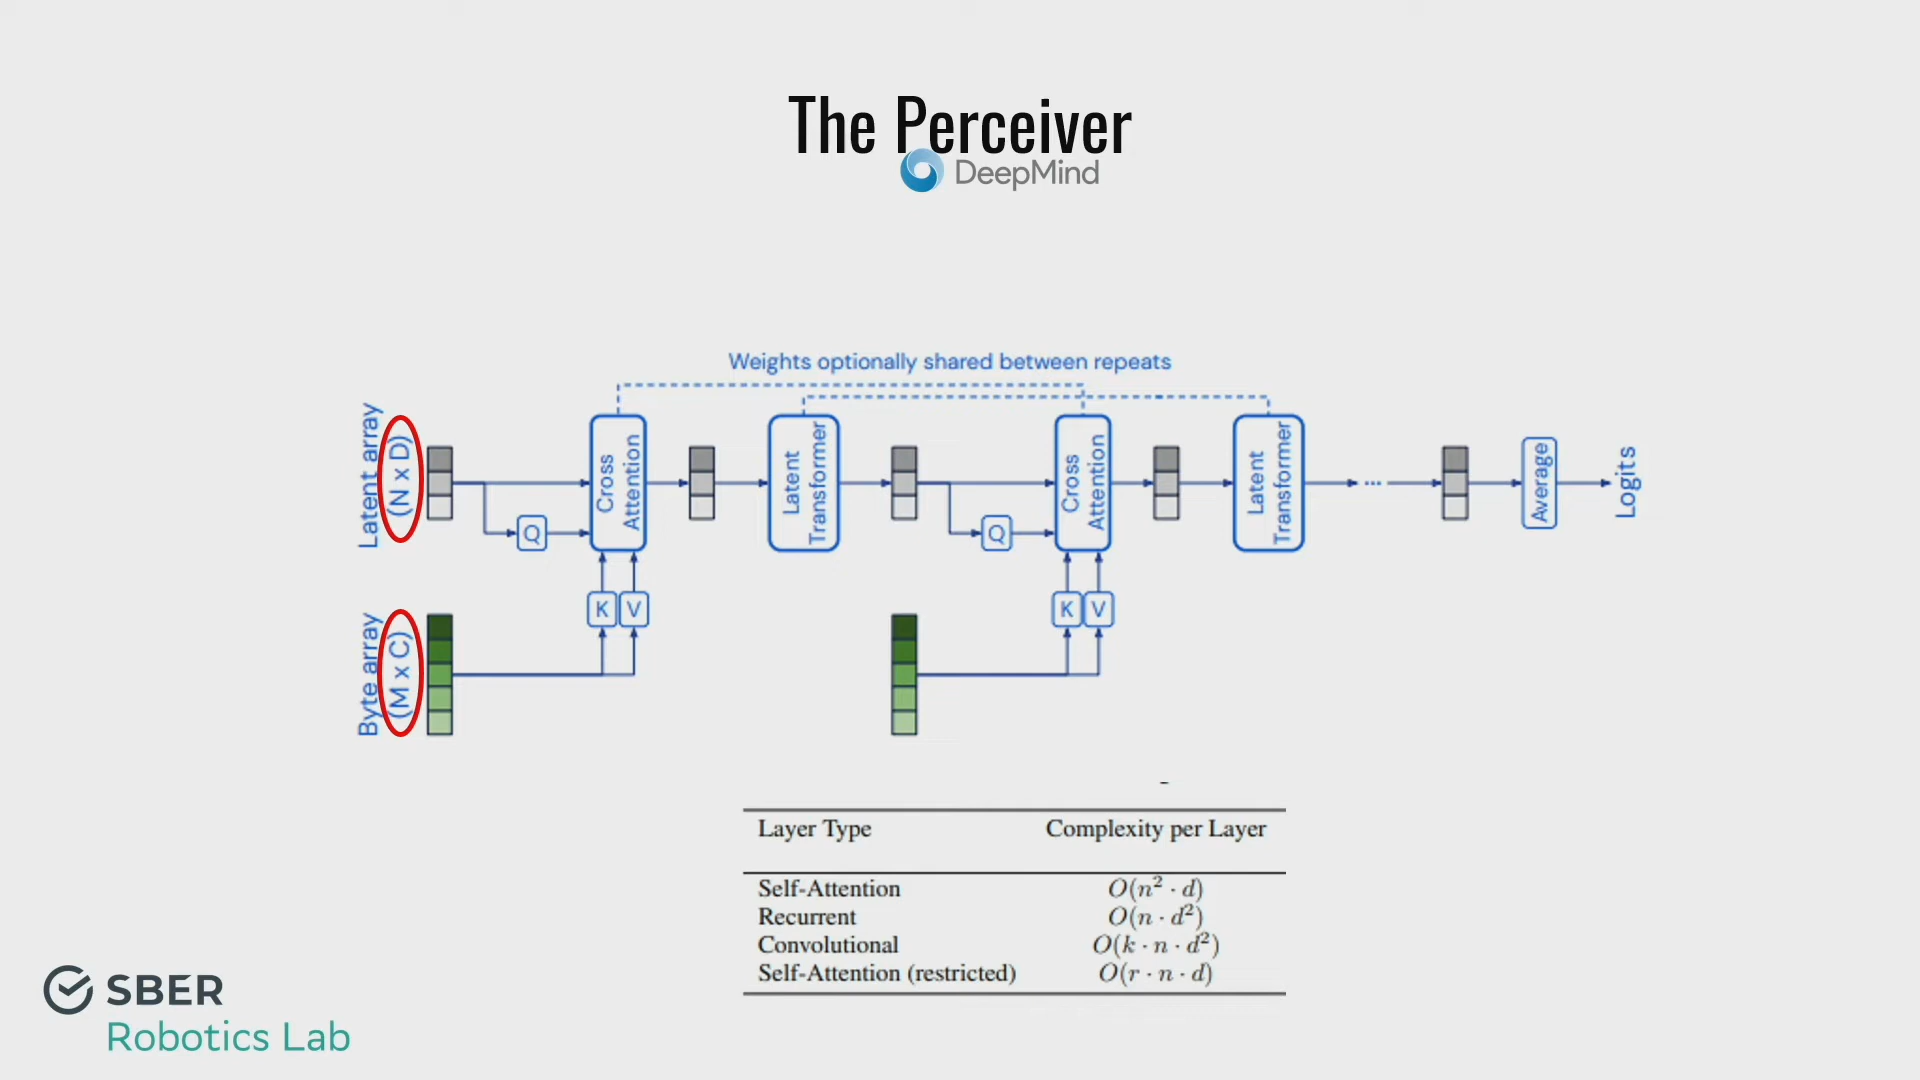 The Perceiver
DeepMind
Weights optionally shared between repeats
Latent array
(N x D)
Q
Cross
Attention
Latent
Transformer
Q
Cross
Attention
Latent
Transformer
...
Average
Logits
Byte array
(M x C)
K
V
K
V
Layer Type
Complexity per Layer
Self-Attention
O(n² · d)
Recurrent
O(n · d²)
Convolutional
O(k · n · d²)
Self-Attention (restricted)
O(r · n · d)
SBER
Robotics Lab